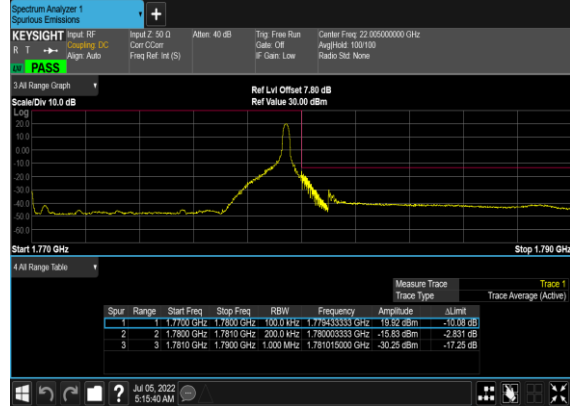 Spectrum Analyzer 1
Spurious Emissions
+
KEYSIGHT Input: RF Input Z: 50 Ω Atten: 40 dB Trig: Free Run Center Freq: 22.005000000 GHz
R T Coupling: DC Corr CCorr Gate: Off Avg|Hold: 100/100
Align: Auto Freq Ref: Int (S) IF Gain: Low Radio Std: None
PASS
3 All Range Graph
Ref Lvl Offset 7.80 dB
Scale/Div 10.0 dB Ref Value 30.00 dBm
Log
20.0
10.0
0.00
-10.0
-20.0
-30.0
-40.0
-50.0
-60.0
Start 1.770 GHz Stop 1.790 GHz
4 All Range Table
Measure Trace Trace 1
Trace Type Trace Average (Active)
Spur Range Start Freq Stop Freq RBW Frequency Amplitude ΔLimit
1 1 1.7700 GHz 1.7800 GHz 100.0 kHz 1.779433333 GHz 19.92 dBm -10.08 dB
2 2 1.7800 GHz 1.7810 GHz 200.0 kHz 1.780003333 GHz -15.83 dBm -2.831 dB
3 3 1.7810 GHz 1.7900 GHz 1.000 MHz 1.781015000 GHz -30.25 dBm -17.25 dB
? Jul 05, 2022
5:15:40 AM